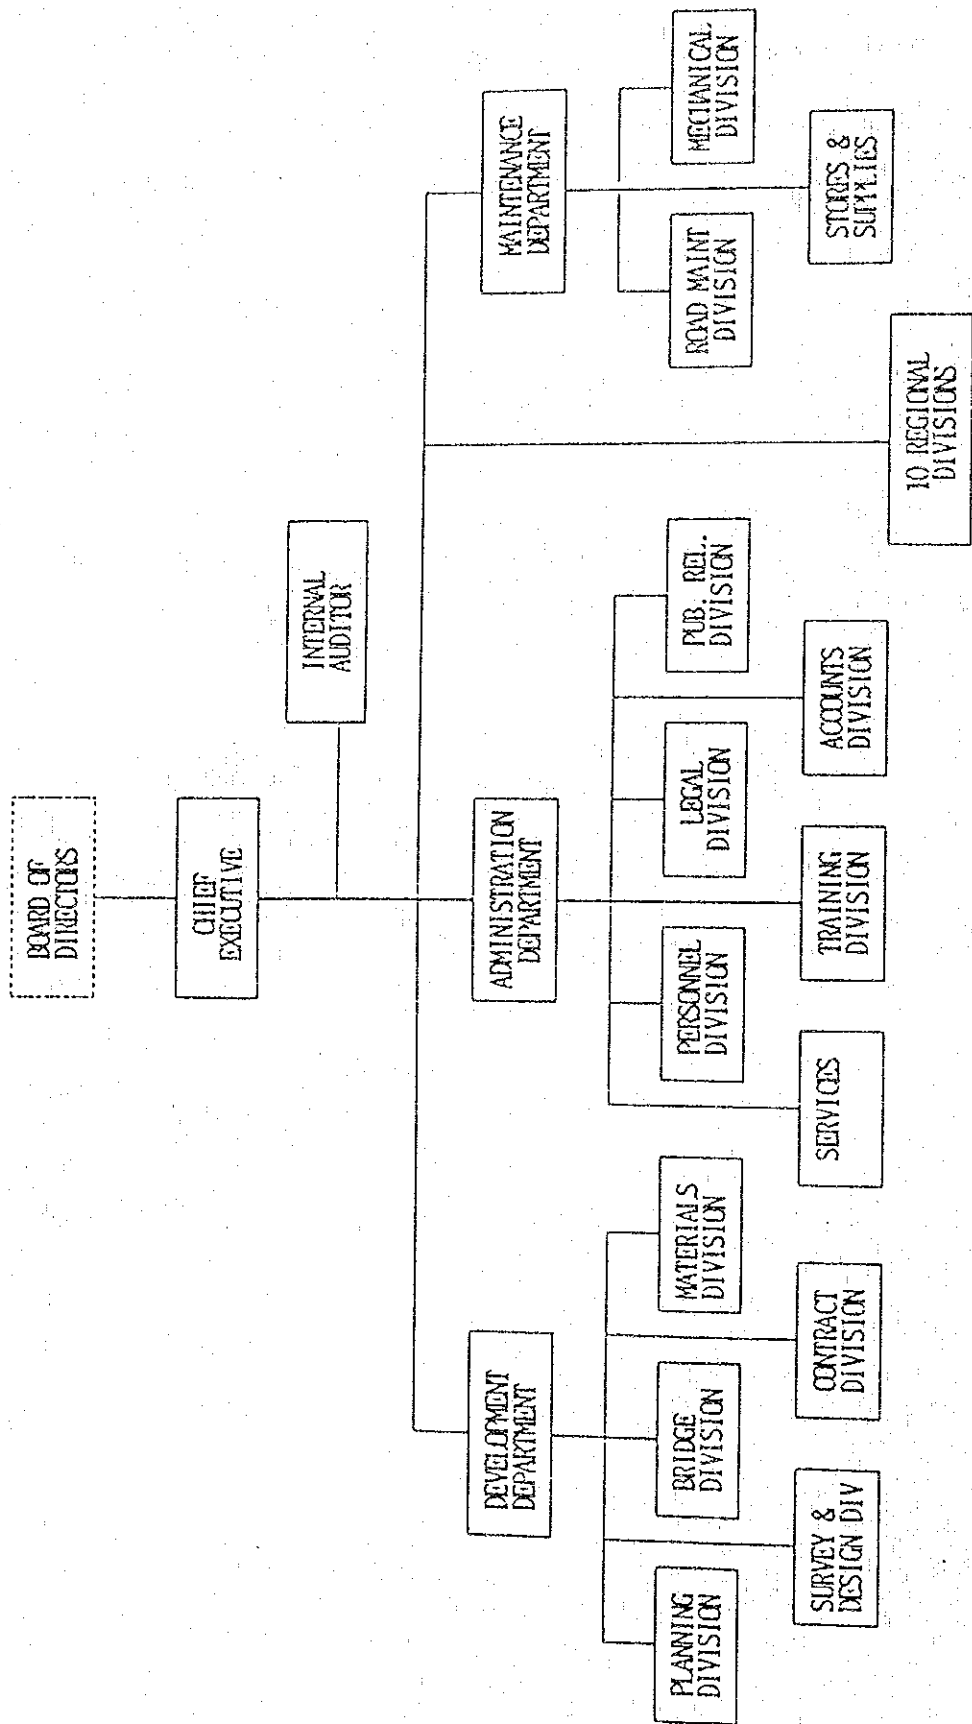 BOARD OF
DIRECTORS
CHIEF
EXECUTIVE
INTERNAL
AUDITOR
DEVELOPMENT
DEPARTMENT
ADMINISTRATION
DEPARTMENT
MAINTENANCE
DEPARTMENT
PLANNING
DIVISION
BRIDGE
DIVISION
MATERIALS
DIVISION
PERSONNEL
DIVISION
LEGAL
DIVISION
PUB. REL.
DIVISION
ROAD MAINT
DIVISION
MECHANICAL
DIVISION
SURVEY &
DESIGN DIV
CONTRACT
DIVISION
SERVICES
TRAINING
DIVISION
ACCOUNTS
DIVISION
STORES &
SUPPLIES
10 REGIONAL
DIVISIONS